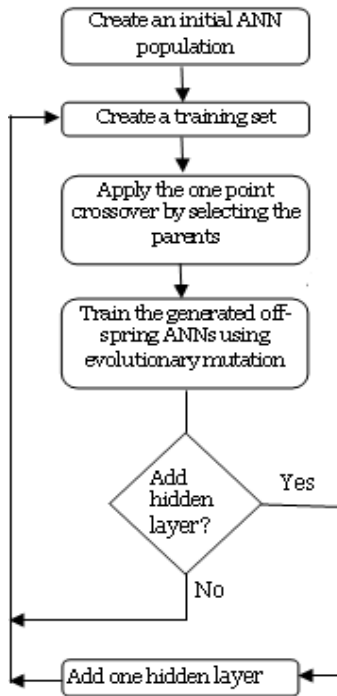 Create an initial ANN
population
Create a training set
Apply the one point
crossover by selecting the
parents
Train the generated off-
spring ANNs using
evolutionary mutation
Add
hidden
layer?
Yes
No
Add one hidden layer